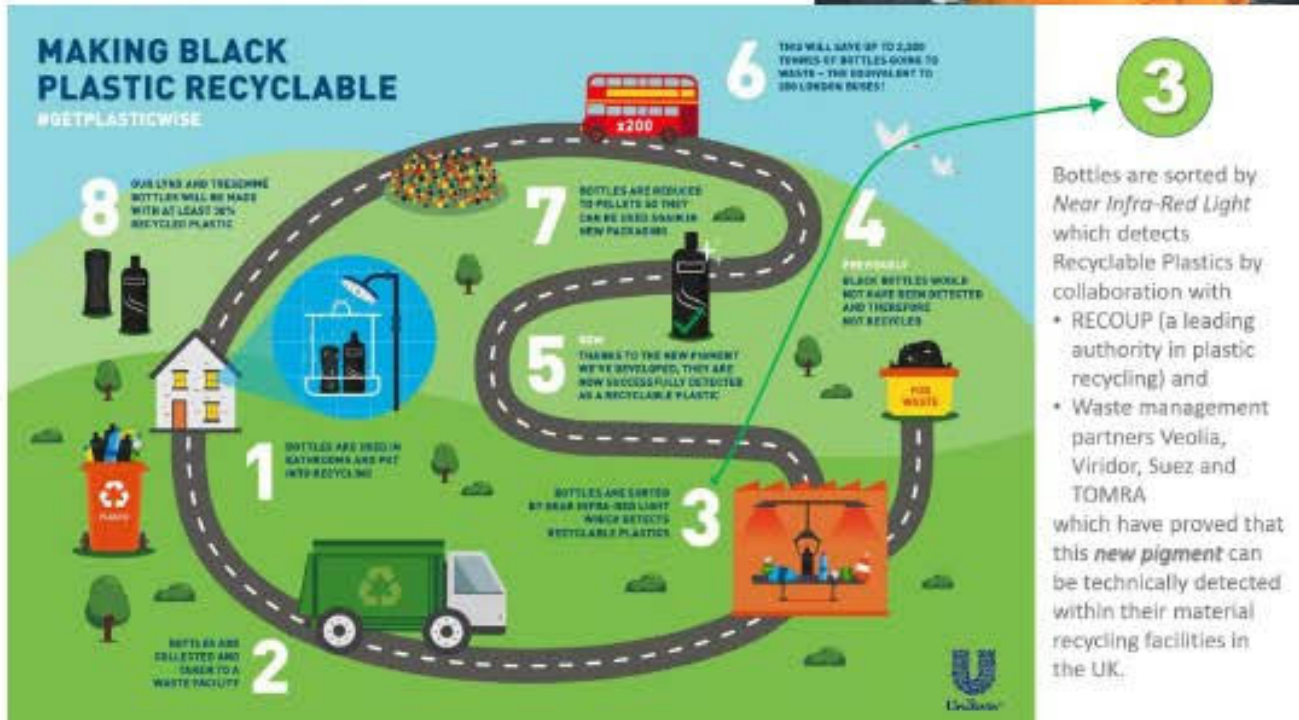 MAKING BLACK
PLASTIC RECYCLABLE
#GETPLASTICWISE
6
THIS WILL SAVE UP TO 2,500
TONNES OF BOTTLES GOING TO
WASTE – THE EQUIVALENT TO
200 LONDON BUSES!
x200
8
OUR LYNX AND TRESEMME
BOTTLES WILL BE MADE
WITH AT LEAST 30%
RECYCLED PLASTIC
7
BOTTLES ARE REDUCED
TO PELLETS SO THEY
CAN BE USED AGAIN IN
NEW PACKAGING
4
PREVIOUSLY
BLACK BOTTLES WOULD
NOT HAVE BEEN DETECTED
AND THEREFORE
NOT RECYCLED
5
NOW
THANKS TO THE NEW PIGMENT
WE'VE DEVELOPED, THEY ARE
NOW SUCCESSFULLY DETECTED
AS A RECYCLABLE PLASTIC
FOR
WASTE
1
BOTTLES ARE USED IN
BATHROOMS AND PUT
INTO RECYCLING
PLASTIC
3
BOTTLES ARE SORTED
BY NEAR INFRA-RED LIGHT
WHICH DETECTS
RECYCLABLE PLASTICS
2
BOTTLES ARE
COLLECTED AND
TAKEN TO A
WASTE FACILITY
Unilever
3
Bottles are sorted by
Near Infra-Red Light
which detects
Recyclable Plastics by
collaboration with
• RECOUP (a leading
authority in plastic
recycling) and
• Waste management
partners Veolia,
Viridor, Suez and
TOMRA
which have proved that
this new pigment can
be technically detected
within their material
recycling facilities in
the UK.